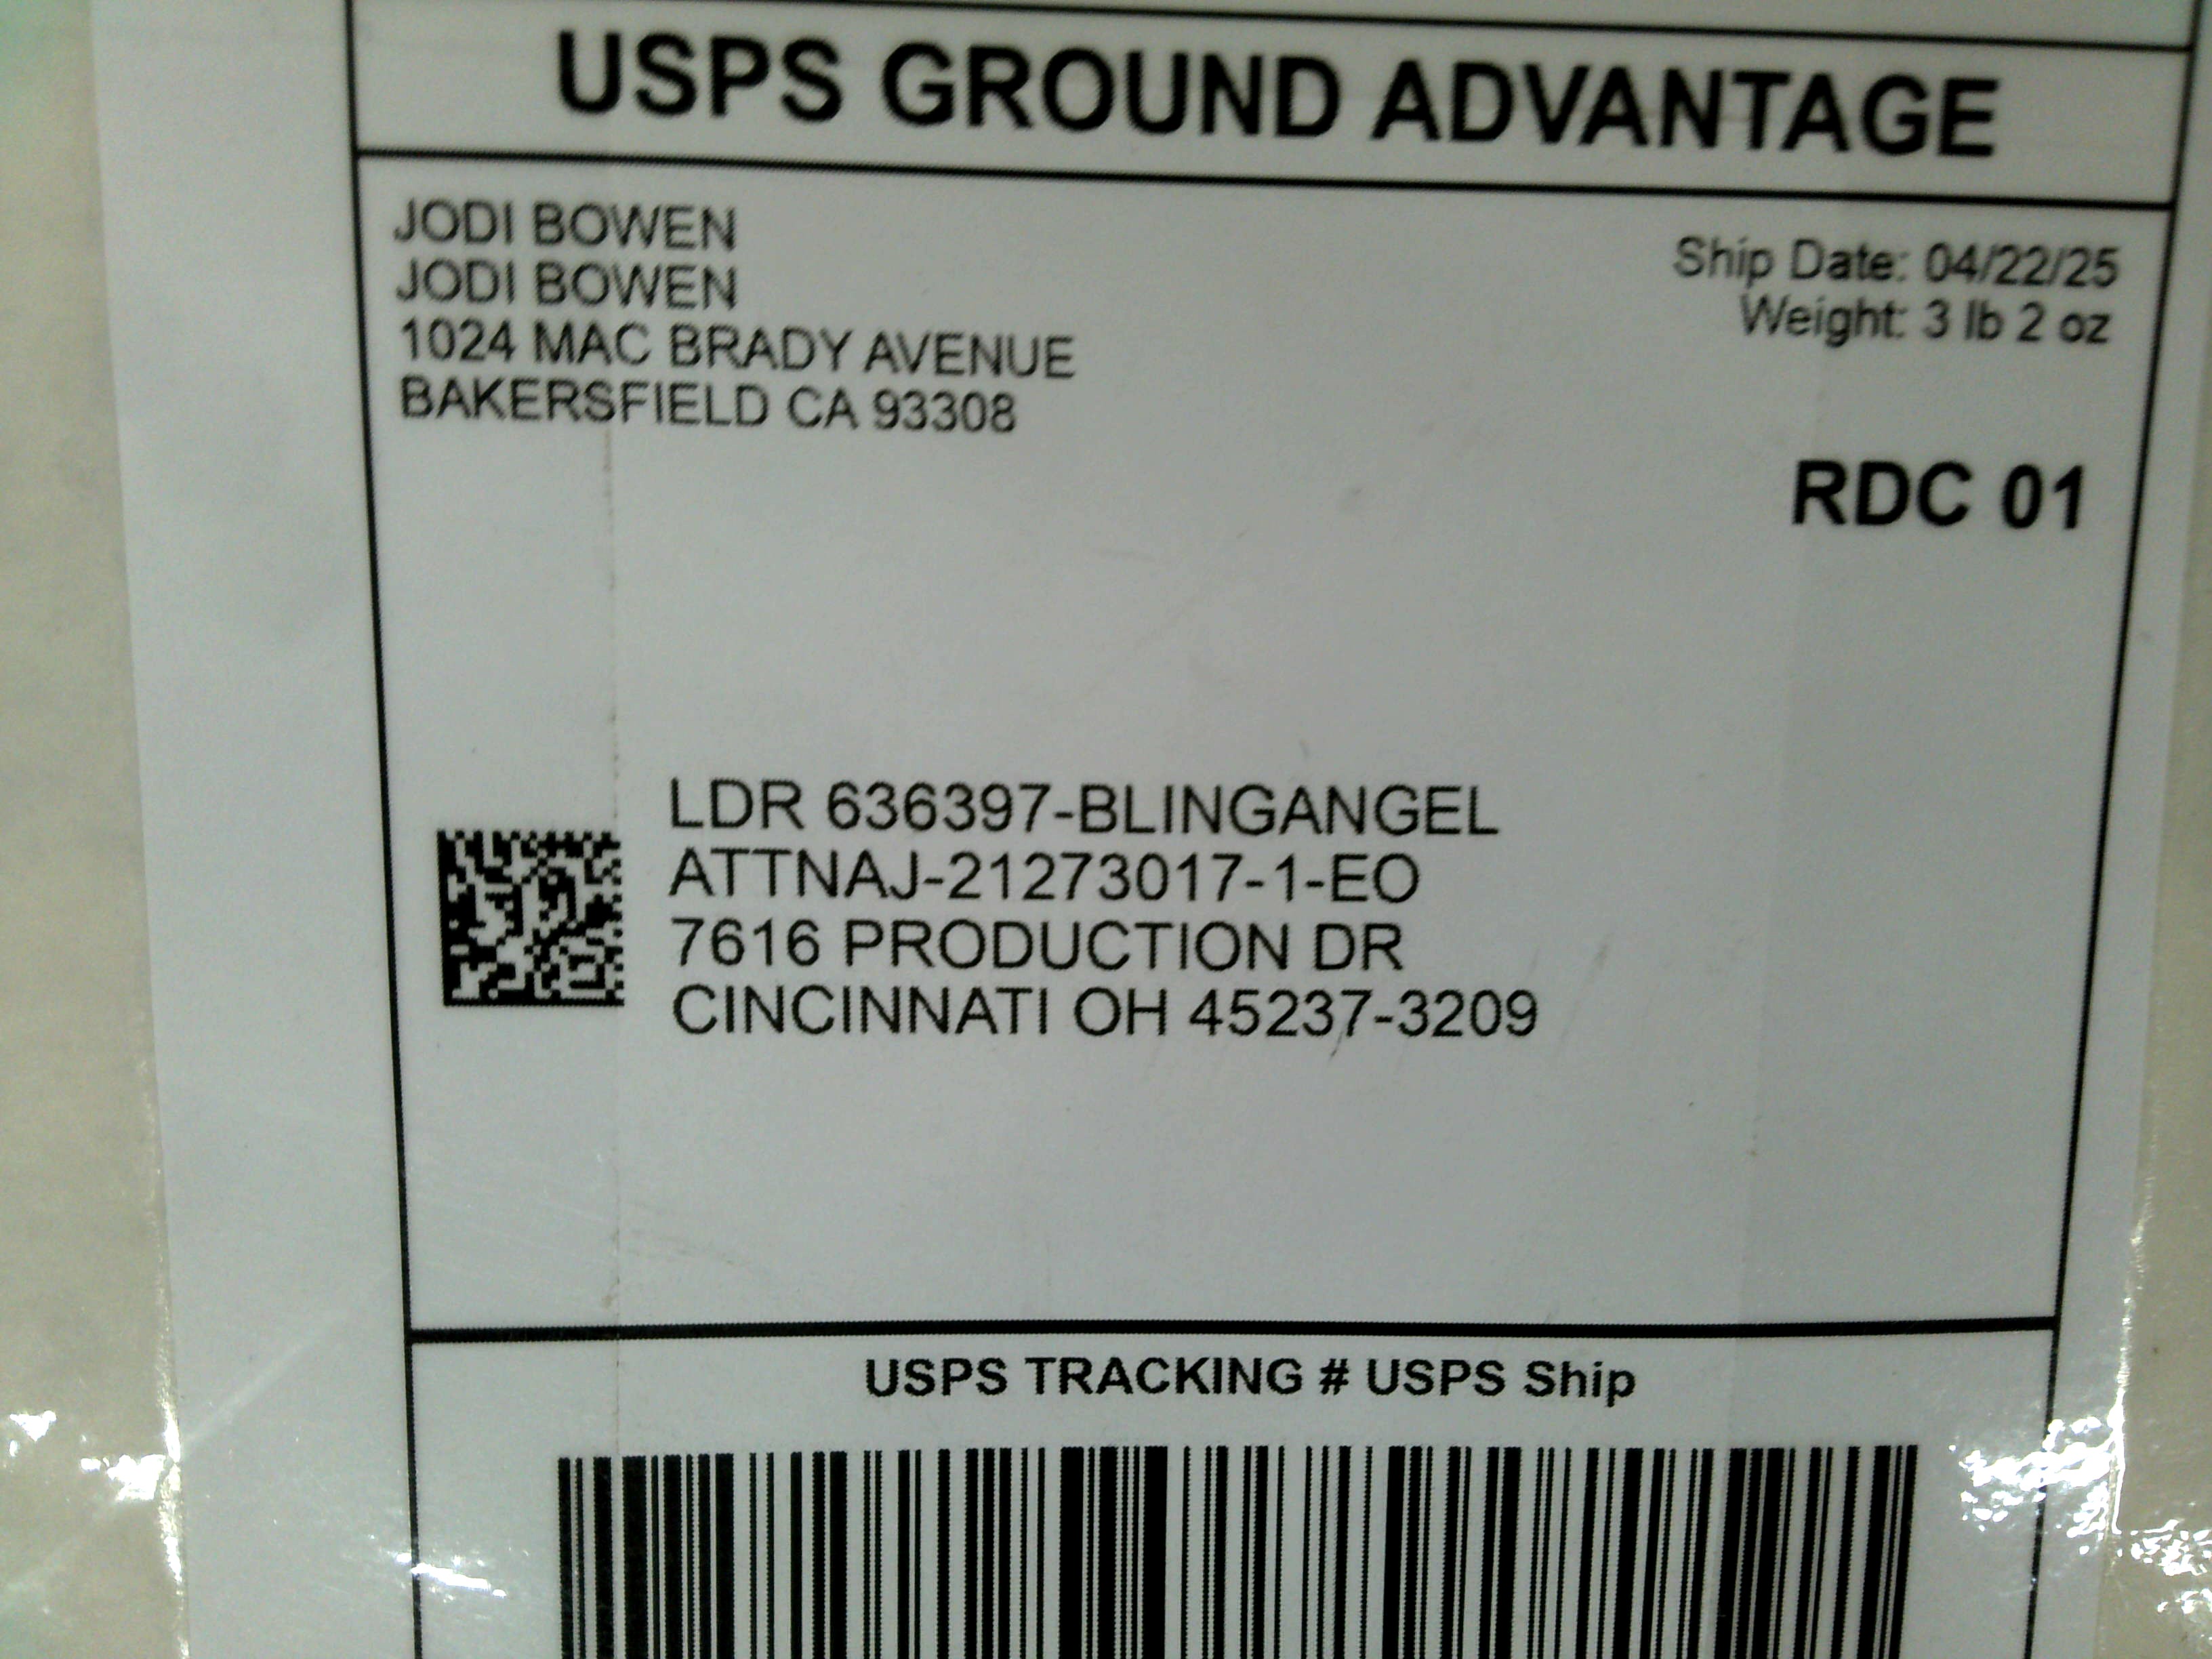 USPS GROUND ADVANTAGE
JODI BOWEN
JODI BOWEN
1024 MAC BRADY AVENUE
BAKERSFIELD CA 93308
Ship Date: 04/22/25
Weight: 3 lb 2 oz
RDC 01
LDR 636397-BLINGANGEL
ATTNAJ-21273017-1-EO
7616 PRODUCTION DR
CINCINNATI OH 45237-3209
USPS TRACKING # USPS Ship